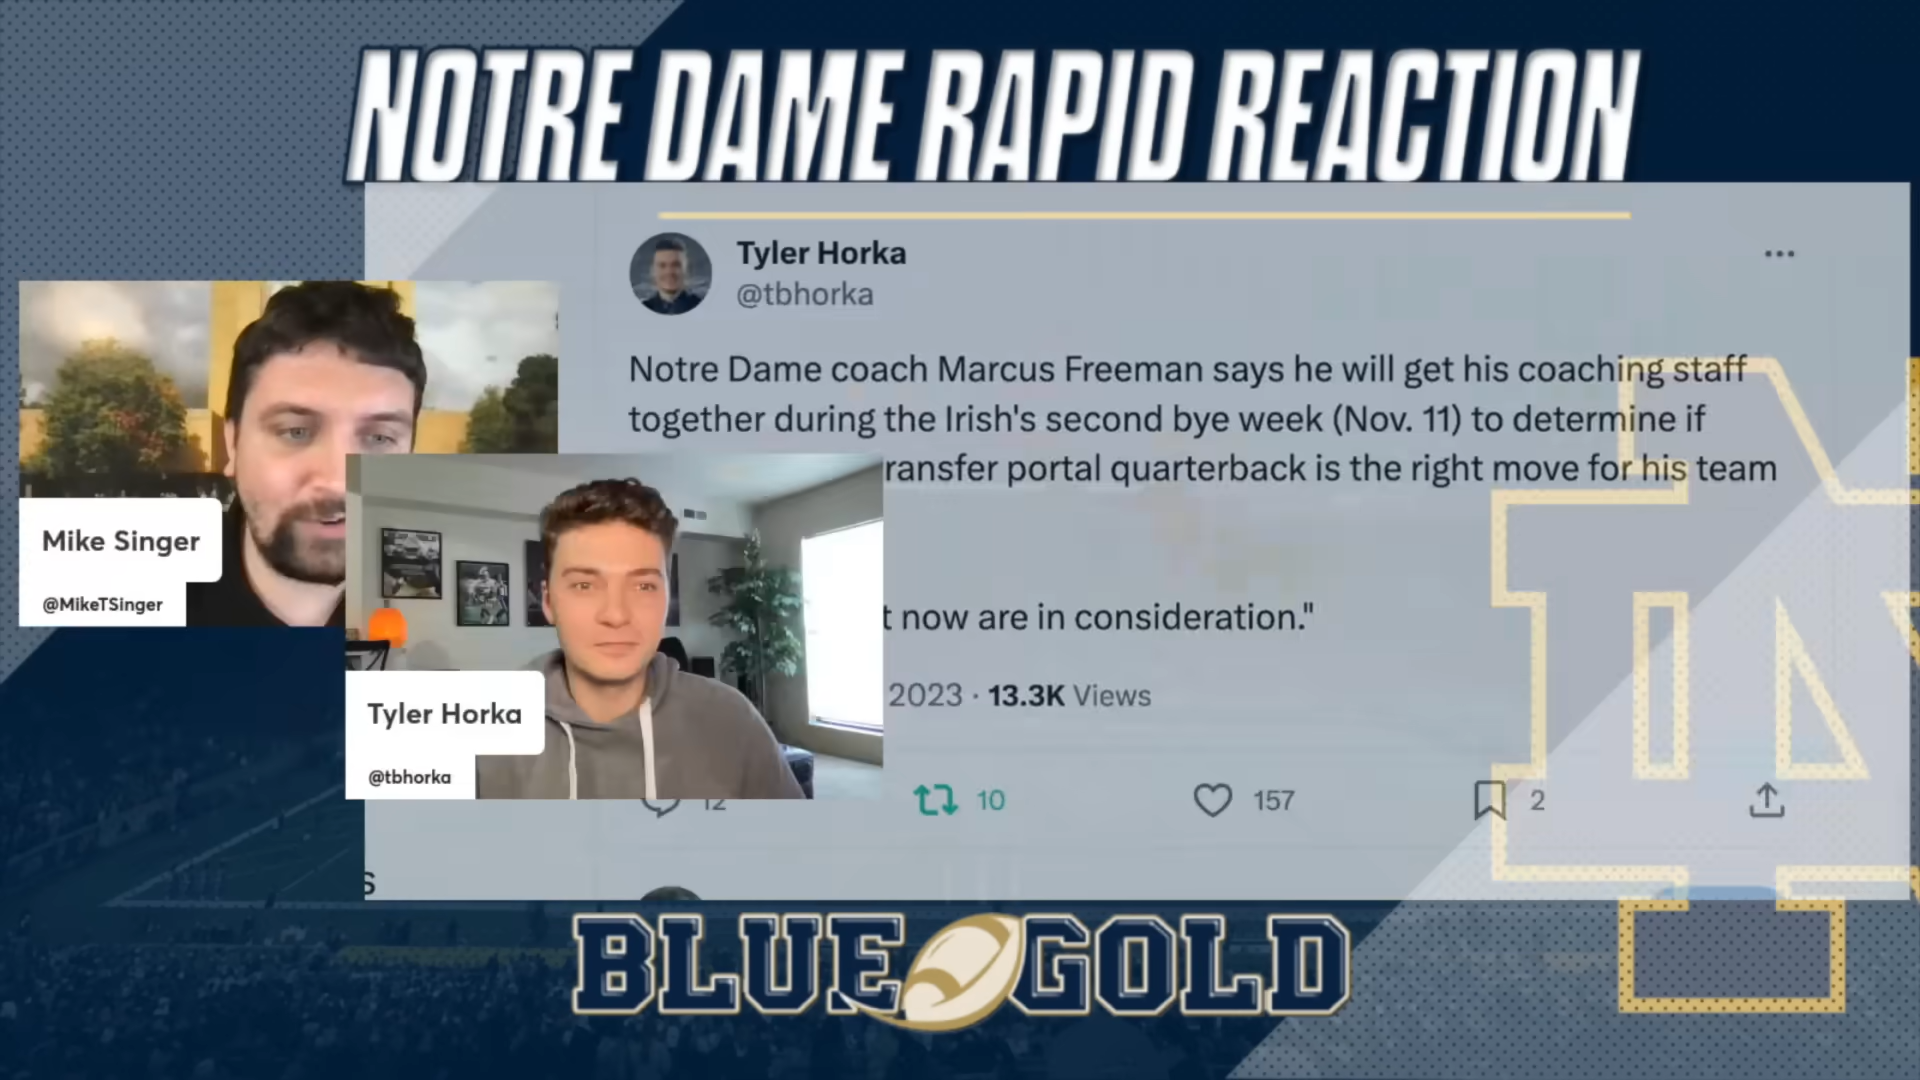 NOTRE DAME RAPID REACTION
Tyler Horka
@tbhorka
Notre Dame coach Marcus Freeman says he will get his coaching staff
together during the Irish's second bye week (Nov. 11) to determine if
ransfer portal quarterback is the right move for his team
Mike Singer
@MikeTSinger
t now are in consideration."
2023 · 13.3K Views
Tyler Horka
@tbhorka
12
10
157
2
S
BLUE GOLD